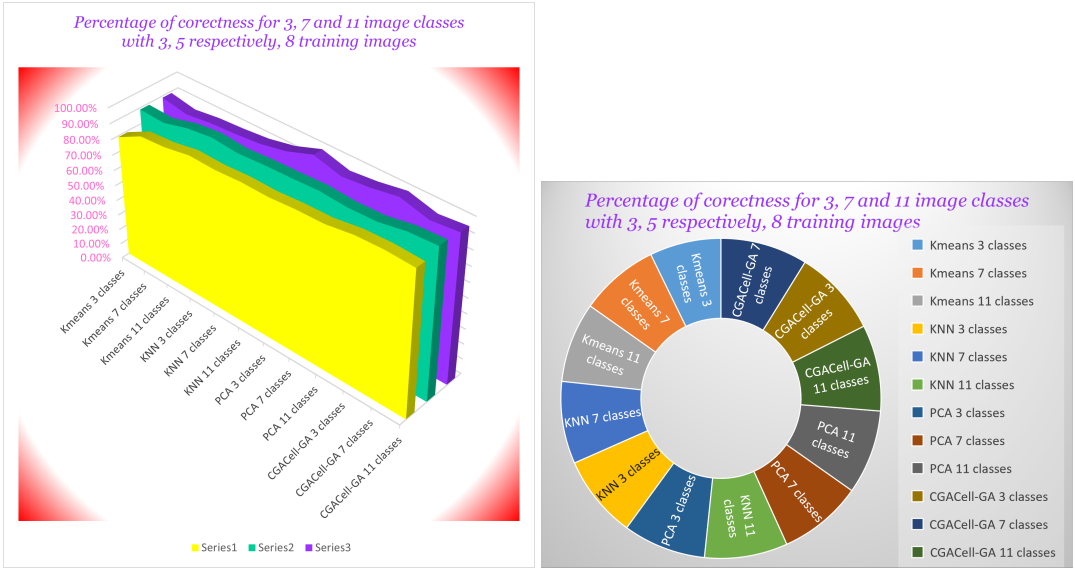 Percentage of corectness for 3, 7 and 11 image classes
with 3, 5 respectively, 8 training images
100.00%
90.00%
80.00%
70.00%
60.00%
50.00%
40.00%
30.00%
20.00%
10.00%
0.00%
Kmeans 3 classes
Kmeans 7 classes
Kmeans 11 classes
KNN 3 classes
KNN 7 classes
KNN 11 classes
PCA 3 classes
PCA 7 classes
PCA 11 classes
CGACell-GA 3 classes
CGACell-GA 7 classes
CGACell-GA 11 classes
Series1
Series2
Series3
Percentage of corectness for 3, 7 and 11 image classes
with 3, 5 respectively, 8 training images
CGACell-GA 7
classes
CGACell-GA 3
classes
CGACell-GA
11 classes
PCA 11
classes
PCA 7 classes
KNN 11
classes
PCA 3 classes
KNN 3 classes
KNN 7 classes
Kmeans 11
classes
Kmeans 7
classes
Kmeans 3
classes
Kmeans 3 classes
Kmeans 7 classes
Kmeans 11 classes
KNN 3 classes
KNN 7 classes
KNN 11 classes
PCA 3 classes
PCA 7 classes
PCA 11 classes
CGACell-GA 3 classes
CGACell-GA 7 classes
CGACell-GA 11 classes